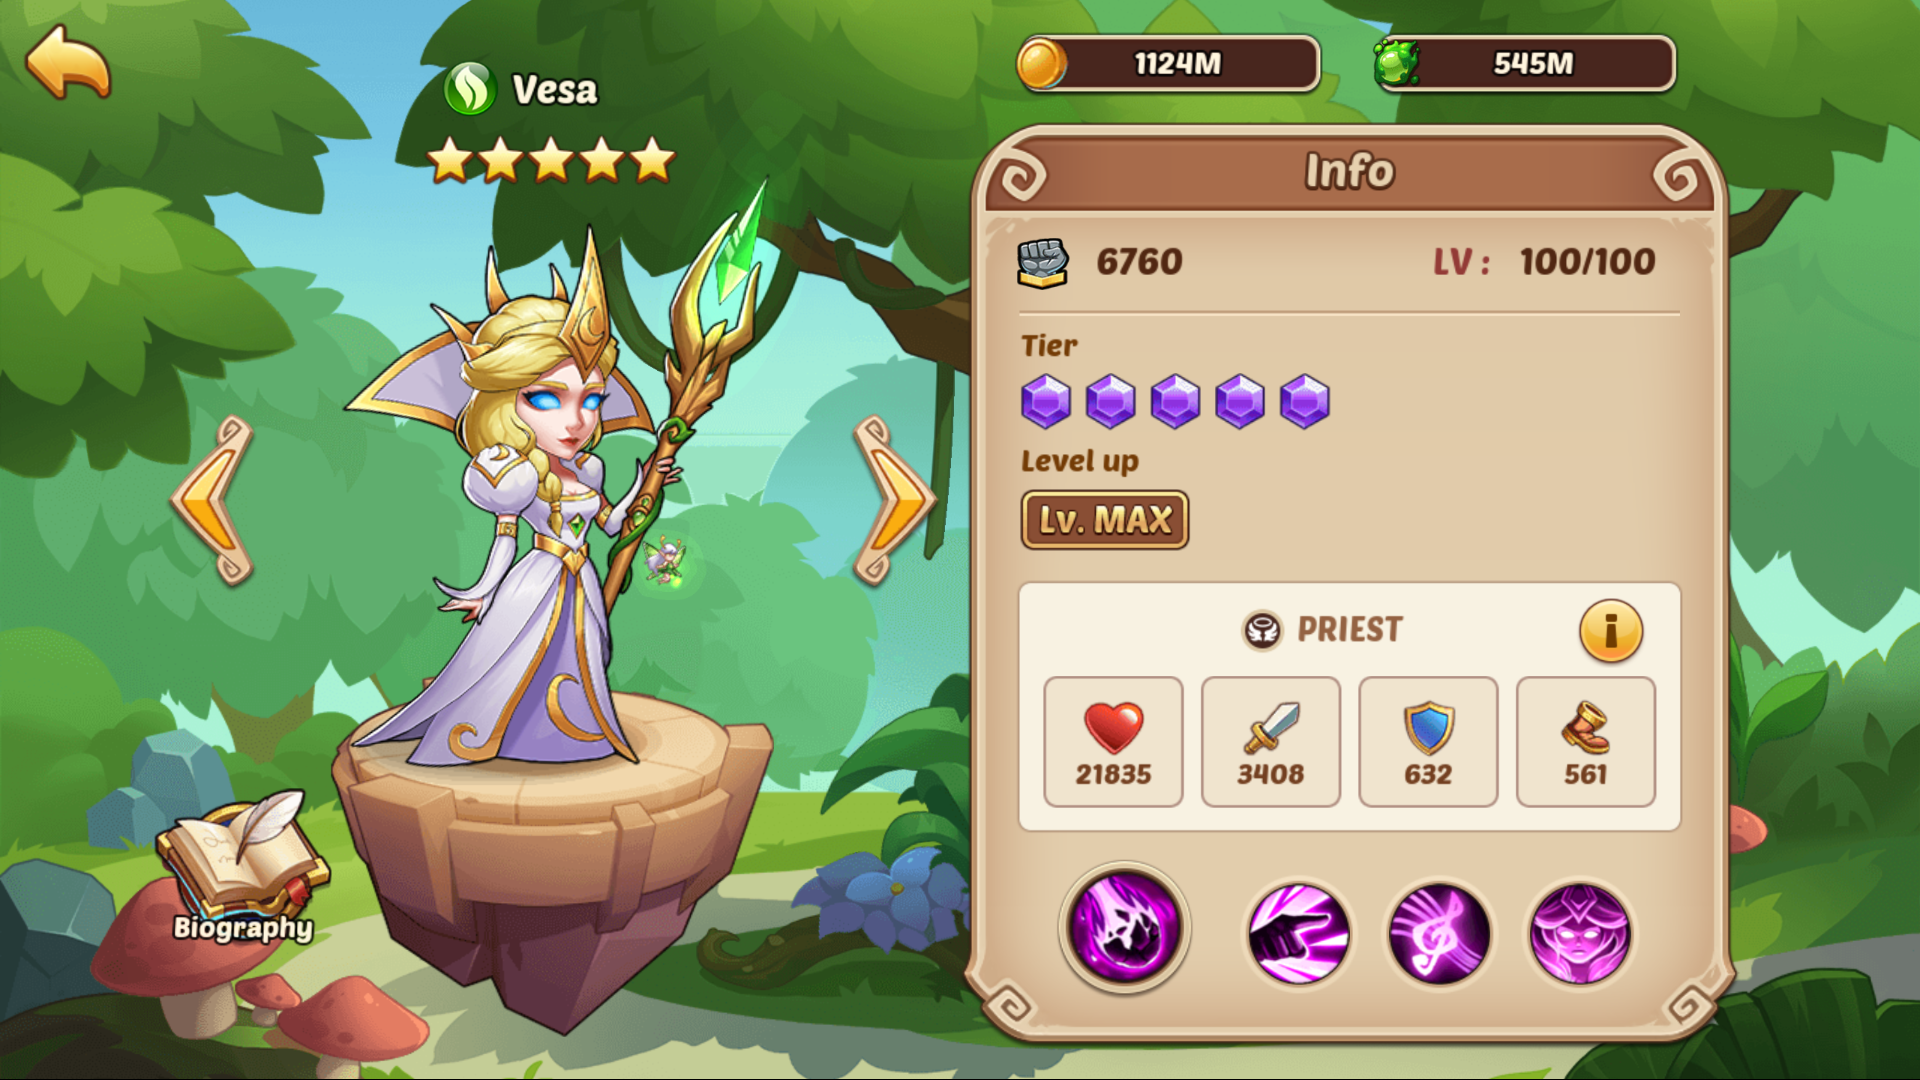 Vesa
1124M
545M
Info
6760
LV : 100/100
Tier
Level up
Lv. MAX
PRIEST
21835
3408
632
561
Biography